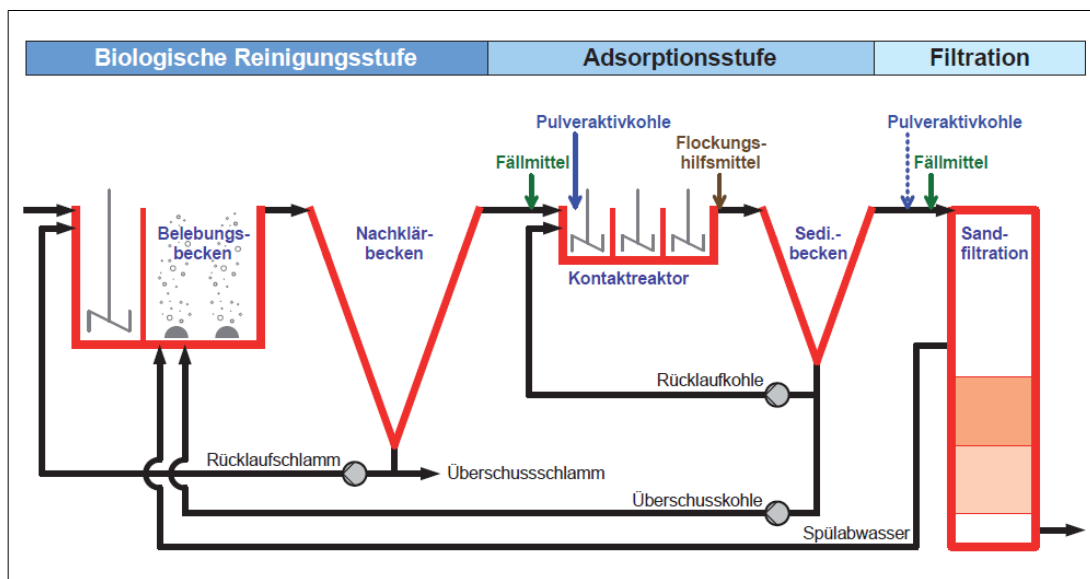 Biologische Reinigungsstufe
Adsorptionsstufe
Filtration
Pulveraktivkohle
Pulveraktivkohle
Fällmittel
Flockungs-
hilfsmittel
Fällmittel
Belebungs-
becken
Nachklär-
becken
Kontaktreaktor
Sedi.-
becken
Sand-
filtration
Rücklaufkohle
Rücklaufschlamm
Überschussschlamm
Überschusskohle
Spülabwasser